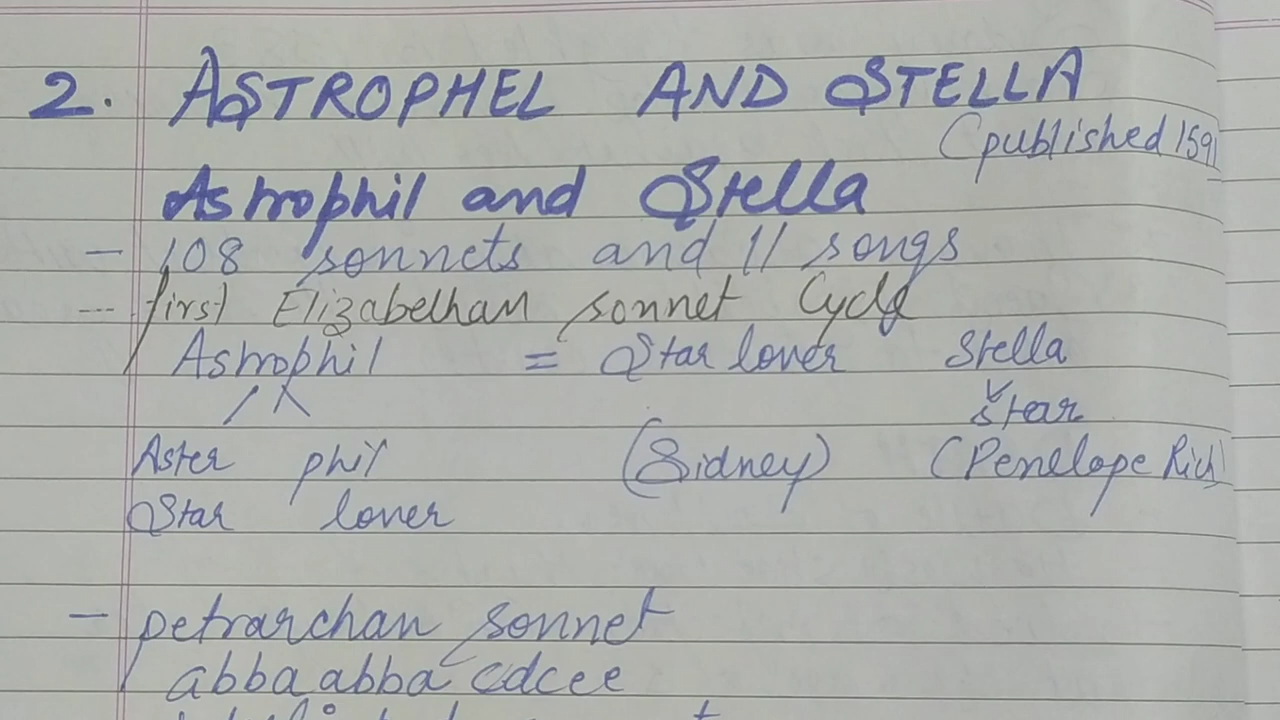 2. ASTROPHEL AND STELLA
(published 1591
Astrophil and Stella
- 108 sonnets and 11 songs
--- first Elizabethan sonnet Cycle
Astrophil = Star lover Stella
Star
Aster phil (Sidney) (Penelope Rich)
Star lover
- petrarchan sonnet
abba abba cdcee